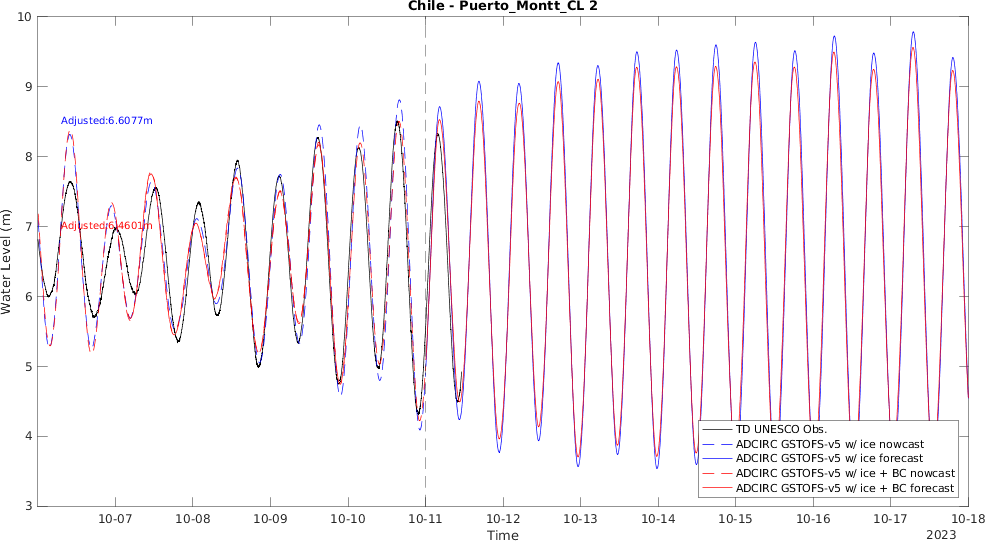 Chile - Puerto_Montt_CL 2
10
9
8
7
6
5
4
3
Water Level (m)
Adjusted:6.6077m
Adjusted:6.4601m
TD UNESCO Obs.
ADCIRC GSTOFS-v5 w/ ice nowcast
ADCIRC GSTOFS-v5 w/ ice forecast
ADCIRC GSTOFS-v5 w/ ice + BC nowcast
ADCIRC GSTOFS-v5 w/ ice + BC forecast
10-07 10-08 10-09 10-10 10-11 10-12 10-13 10-14 10-15 10-16 10-17 10-18
Time
2023